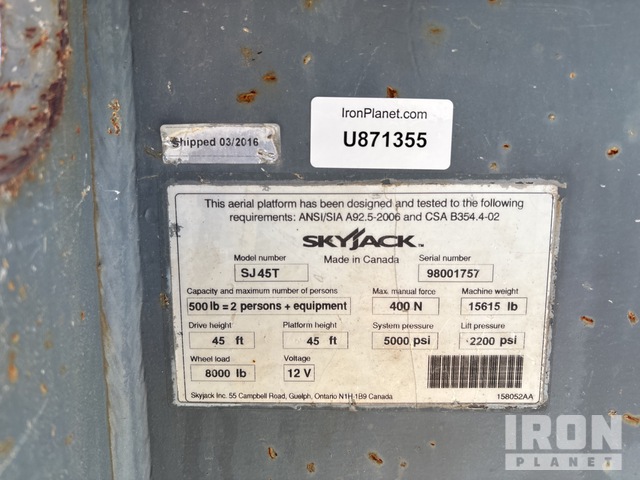 IronPlanet.com
U871355
Shipped 03/2016
This aerial platform has been designed and tested to the following
requirements: ANSI/SIA A92.5-2006 and CSA B354.4-02
SKYJACK™
Made in Canada
Model number
SJ45T
Serial number
98001757
Capacity and maximum number of persons
500 lb = 2 persons + equipment
Max. manual force
400 N
Machine weight
15615 lb
Drive height
45 ft
Platform height
45 ft
System pressure
5000 psi
Lift pressure
2200 psi
Wheel load
8000 lb
Voltage
12 V
Skyjack Inc. 55 Campbell Road, Guelph, Ontario N1H-1B9 Canada
158052AA
IRON
PLANET